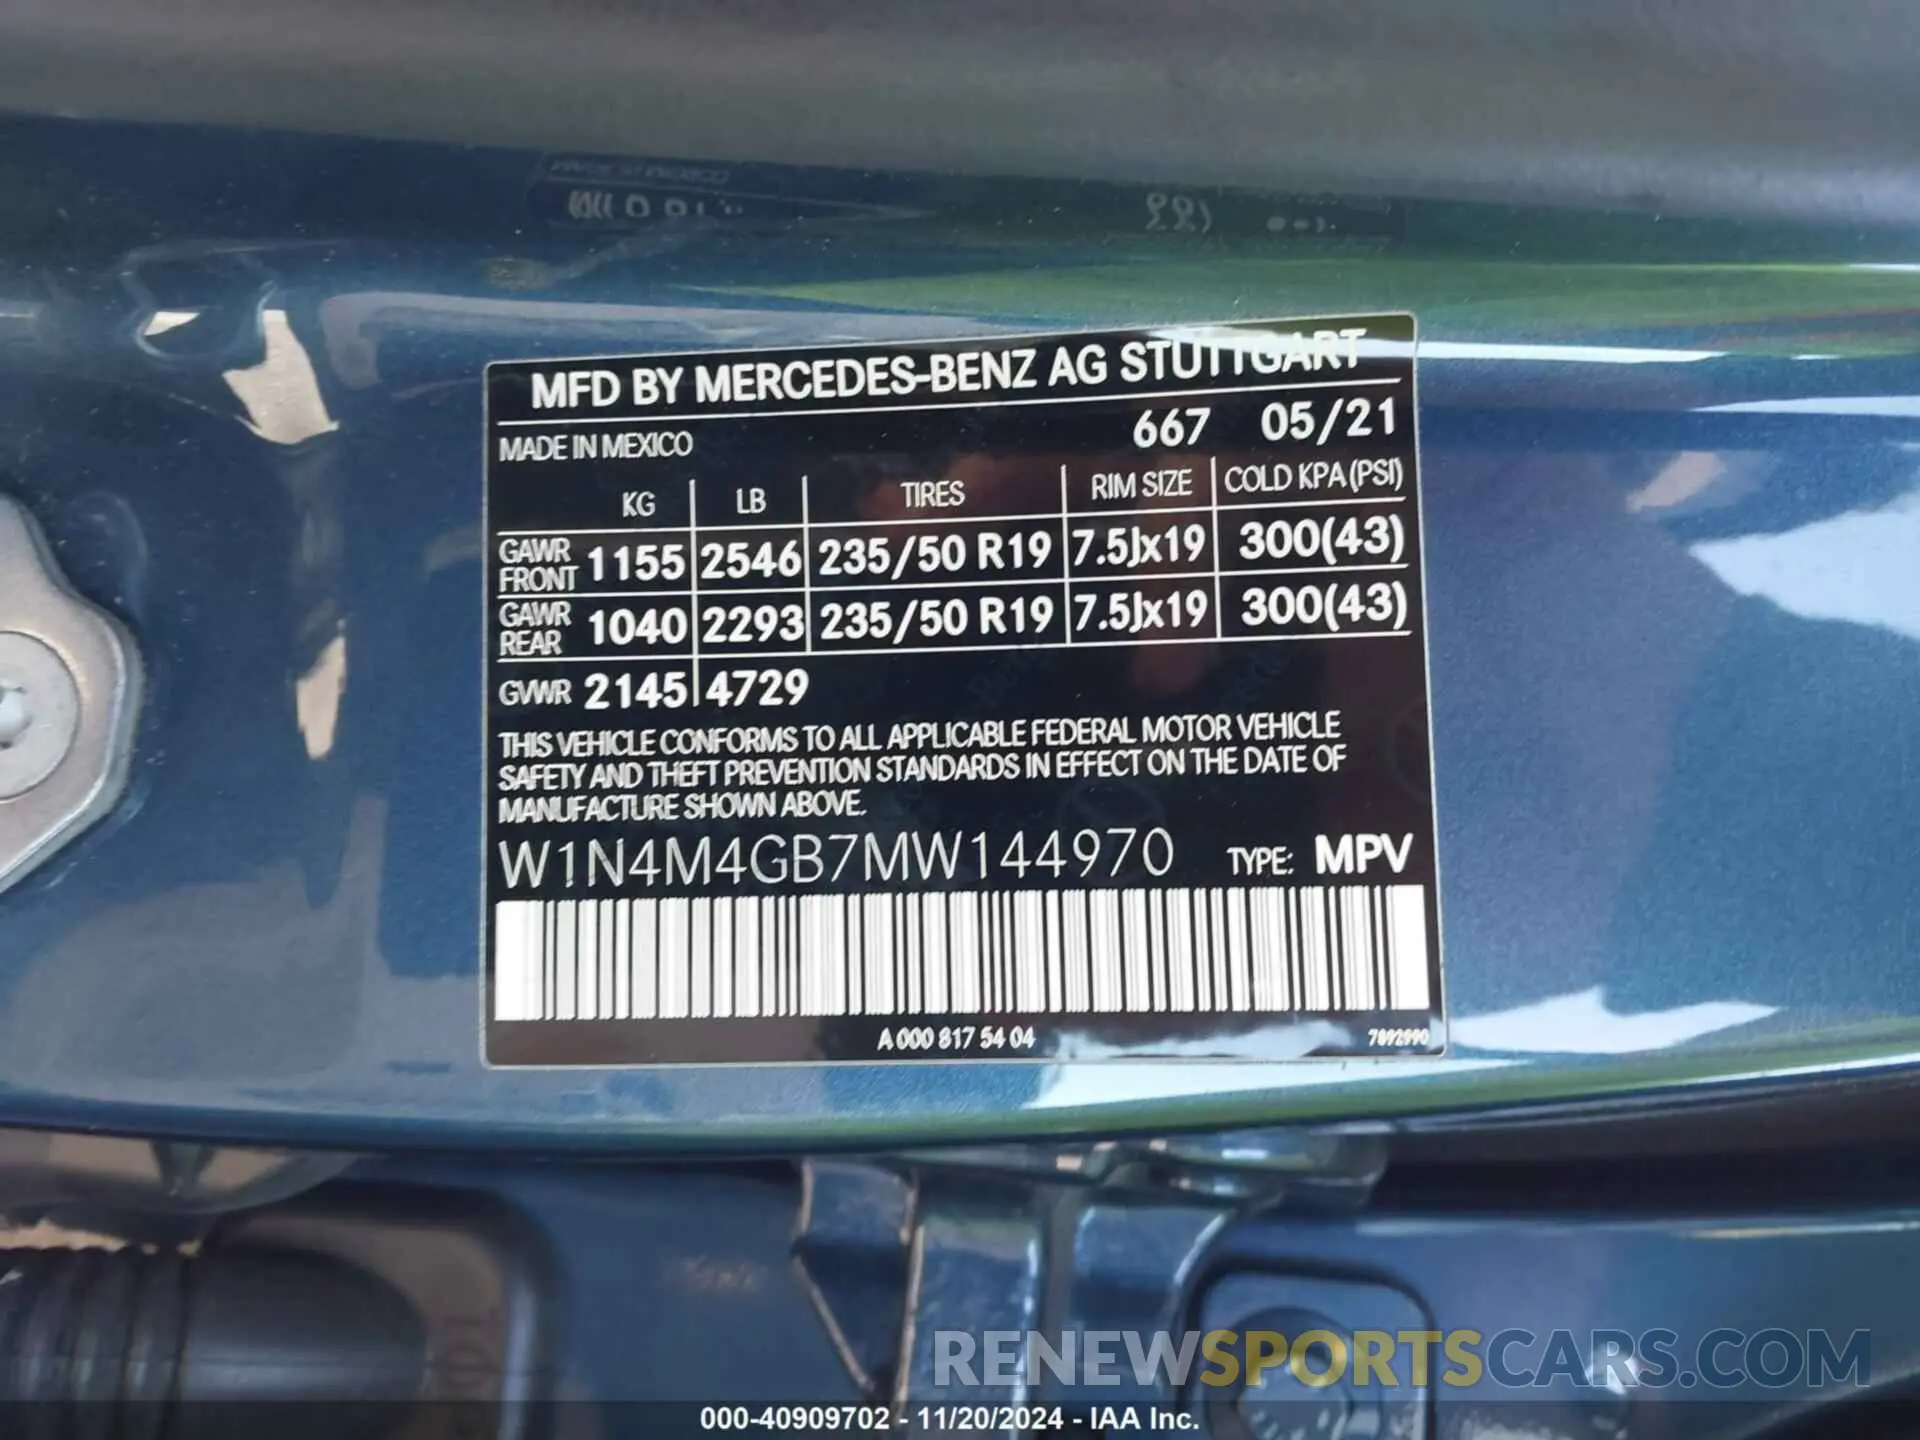 MFD BY MERCEDES-BENZ AG STUTTGART
MADE IN MEXICO 667 05/21
KG LB TIRES RIM SIZE COLD KPA (PSI)
GAWR FRONT 1155 2546 235/50 R19 7.5Jx19 300(43)
GAWR REAR 1040 2293 235/50 R19 7.5Jx19 300(43)
GVWR 2145 4729
THIS VEHICLE CONFORMS TO ALL APPLICABLE FEDERAL MOTOR VEHICLE
SAFETY AND THEFT PREVENTION STANDARDS IN EFFECT ON THE DATE OF
MANUFACTURE SHOWN ABOVE.
W1N4M4GB7MW144970 TYPE: MPV
A 000 817 54 04 7892990
RENEWSPORTSCARS.COM
000-40909702 - 11/20/2024 - IAA Inc.